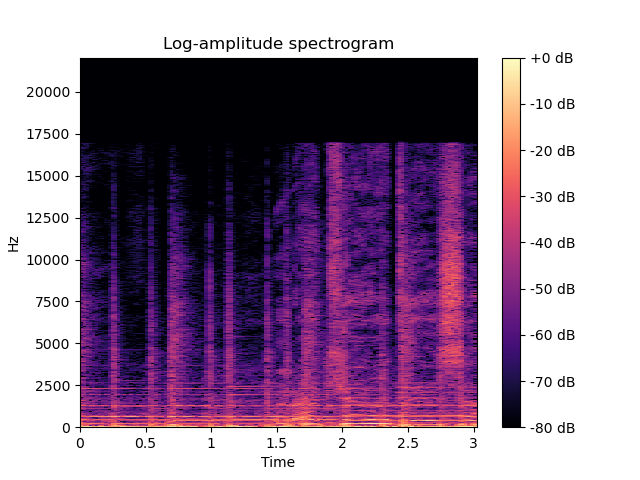 Log-amplitude spectrogram
Hz
20000
17500
15000
12500
10000
7500
5000
2500
0
0 0.5 1 1.5 2 2.5 3
Time
+0 dB
-10 dB
-20 dB
-30 dB
-40 dB
-50 dB
-60 dB
-70 dB
-80 dB